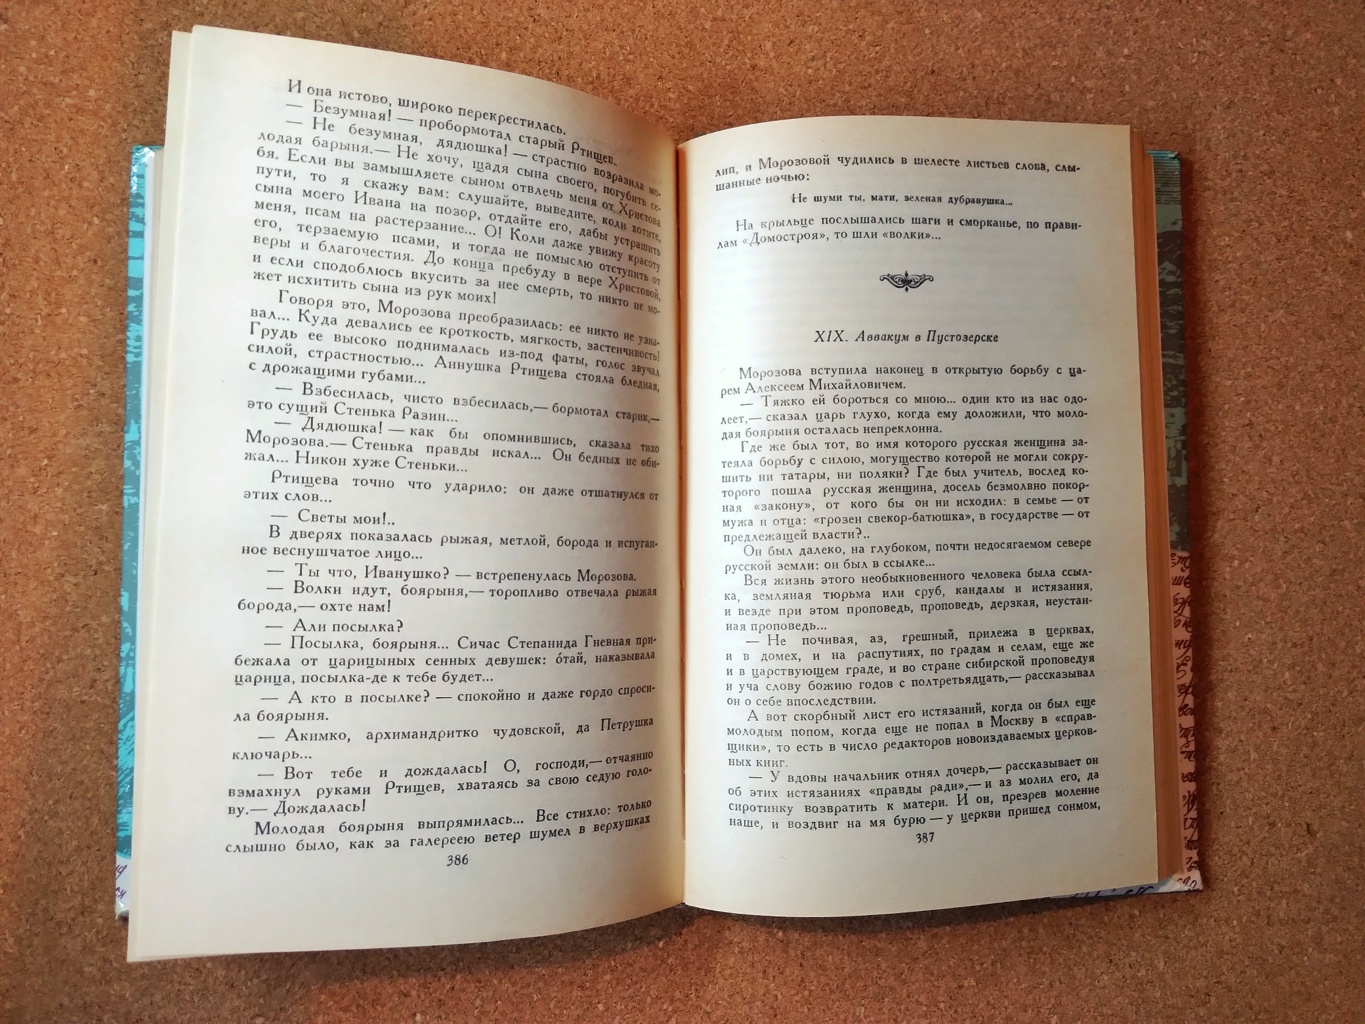 И она истово, широко перекрестилась.
— Безумная! — пробормотал старый Ртищев.
— Не безумная, дядюшка! — страстно возразила мо-
лодая барыня.— Не хочу, щадя сына своего, погубить се-
бя. Если вы замышляете сыном отвлечь меня от Христова
пути, то я скажу вам: слушайте, выведите, коли хотите,
сына моего Ивана на позор, отдайте его, дабы устрашить
меня, псам на растерзание... О! Коли даже увижу красоту
его, терзаемую псами, и тогда не помыслю отступить от
веры и благочестия. До конца пребуду в вере Христовой,
и если сподоблюсь вкусить за нее смерть, то никто не мо-
жет исхитить сына из рук моих!
Говоря это, Морозова преобразилась: ее никто не узна-
вал... Куда девались ее кроткость, мягкость, застенчивость!
Грудь ее высоко поднималась из-под фаты, голос звучал
силой, страстностью... Аннушка Ртищева стояла бледная,
с дрожащими губами...
— Взбесилась, чисто взбесилась,— бормотал старик,—
это сущий Стенька Разин...
— Дядюшка! — как бы опомнившись, сказала тихо
Морозова.— Стенька правды искал... Он бедных не оби-
жал... Никон хуже Стеньки...
Ртищева точно что ударило: он даже отшатнулся от
этих слов...
— Светы мои!..
В дверях показалась рыжая, метлой, борода и испуган-
ное веснушчатое лицо...
— Ты что, Иванушко? — встрепенулась Морозова.
— Волки идут, боярыня,— торопливо отвечала рыжая
борода,— охте нам!
— Али посылка?
— Посылка, боярыня... Сичас Степанида Гневная при-
бежала от царицыных сенных девушек: óтай, наказывала
царица, посылка-де к тебе будет...
— А кто в посылке? — спокойно и даже гордо спроси-
ла боярыня.
— Акимко, архимандритко чудовской, да Петрушка
ключарь...
— Вот тебе и дождалась! О, господи,— отчаянно
взмахнул руками Ртищев, хватаясь за свою седую голо-
ву.— Дождалась!
Молодая боярыня выпрямилась... Все стихло: только
слышно было, как за галереею ветер шумел в верхушках
386
лип, и Морозовой чудились в шелесте листьев слова, слы-
шанные ночью:
Не шуми ты, мати, зеленая дубравушка...
На крыльце послышались шаги и сморканье, по прави-
лам «Домостроя», то шли «волки»...
XIX. Аввакум в Пустозерске
Морозова вступила наконец в открытую борьбу с ца-
рем Алексеем Михайловичем.
— Тяжко ей бороться со мною... один кто из нас одо-
леет,— сказал царь глухо, когда ему доложили, что моло-
дая боярыня осталась непреклонна.
Где же был тот, во имя которого русская женщина за-
теяла борьбу с силою, могущество которой не могли сокру-
шить ни татары, ни поляки? Где был учитель, вослед ко-
торого пошла русская женщина, досель безмолвно покор-
ная «закону», от кого бы он ни исходил: в семье — от
мужа и отца: «грозен свекор-батюшка», в государстве — от
предлежащей власти?..
Он был далеко, на глубоком, почти недосягаемом севере
русской земли: он был в ссылке...
Вся жизнь этого необыкновенного человека была ссыл-
ка, земляная тюрьма или сруб, кандалы и истязания,
и везде при этом проповедь, проповедь, дерзкая, неустан-
ная проповедь...
— Не почивая, аз, грешный, прилежа в церквах,
и в домех, и на распутиях, по градам и селам, еще же
и в царствующем граде, и во стране сибирской проповедуя
и уча слову божию годов с полтретьядцать,— рассказывал
он о себе впоследствии.
А вот скорбный лист его истязаний, когда он был еще
молодым попом, когда еще не попал в Москву в «справ-
щики», то есть в число редакторов новоиздаваемых церков-
ных книг.
— У вдовы начальник отнял дочерь,— рассказывает он
об этих истязаниях «правды ради»,— и аз молил его, да
сиротинку возвратить к матери. И он, презрев моление
наше, и воздвиг на мя бурю — у церкви пришед сонмом,
387